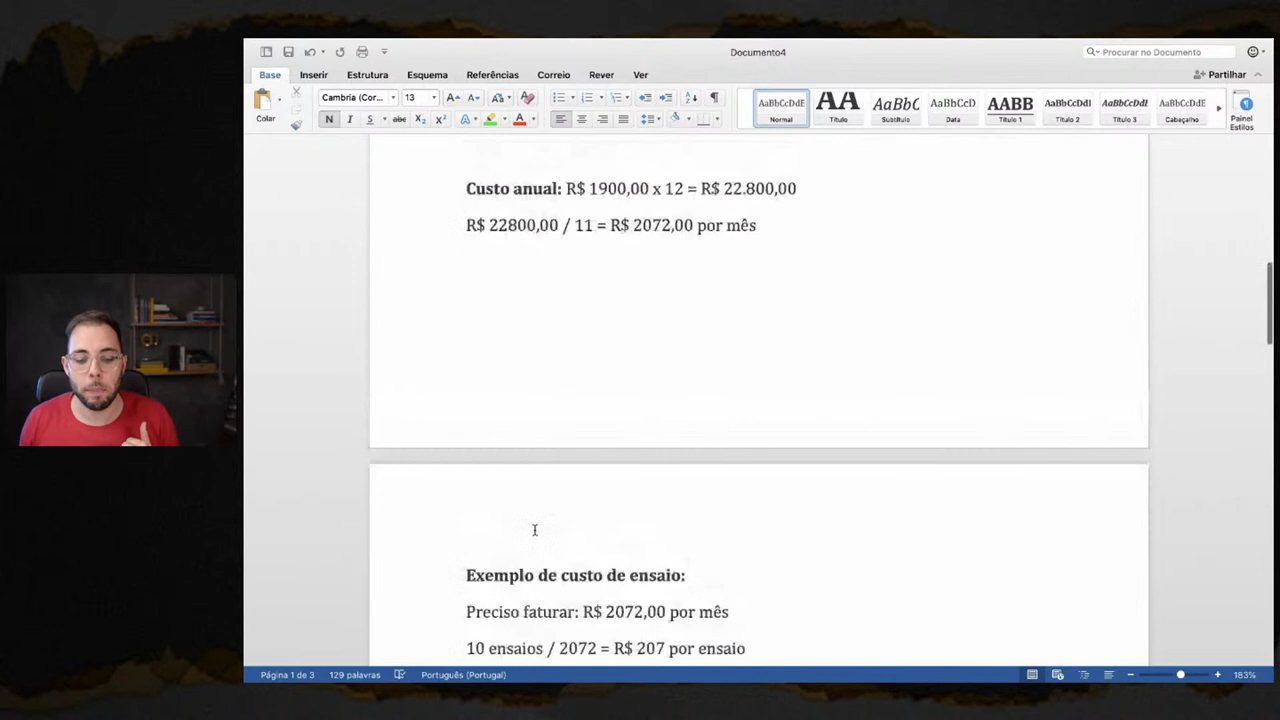 Documento4
Procurar no Documento
Base Inserir Estrutura Esquema Referências Correio Rever Ver
Partilhar
Colar
Cambria (Cor... 13
N I S abc X₂ X²
AaBbCcDdE AA AaBbC AaBbCcD AABB AaBbCcDdI AaBbCcDdE AaBbCcDdE
Normal Título Subtítulo Data Título 1 Título 2 Título 3 Cabeçalho
Painel
Estilos
Custo anual: R$ 1900,00 x 12 = R$ 22.800,00
R$ 22800,00 / 11 = R$ 2072,00 por mês
Exemplo de custo de ensaio:
Preciso faturar: R$ 2072,00 por mês
10 ensaios / 2072 = R$ 207 por ensaio
Página 1 de 3 129 palavras Português (Portugal) 183%